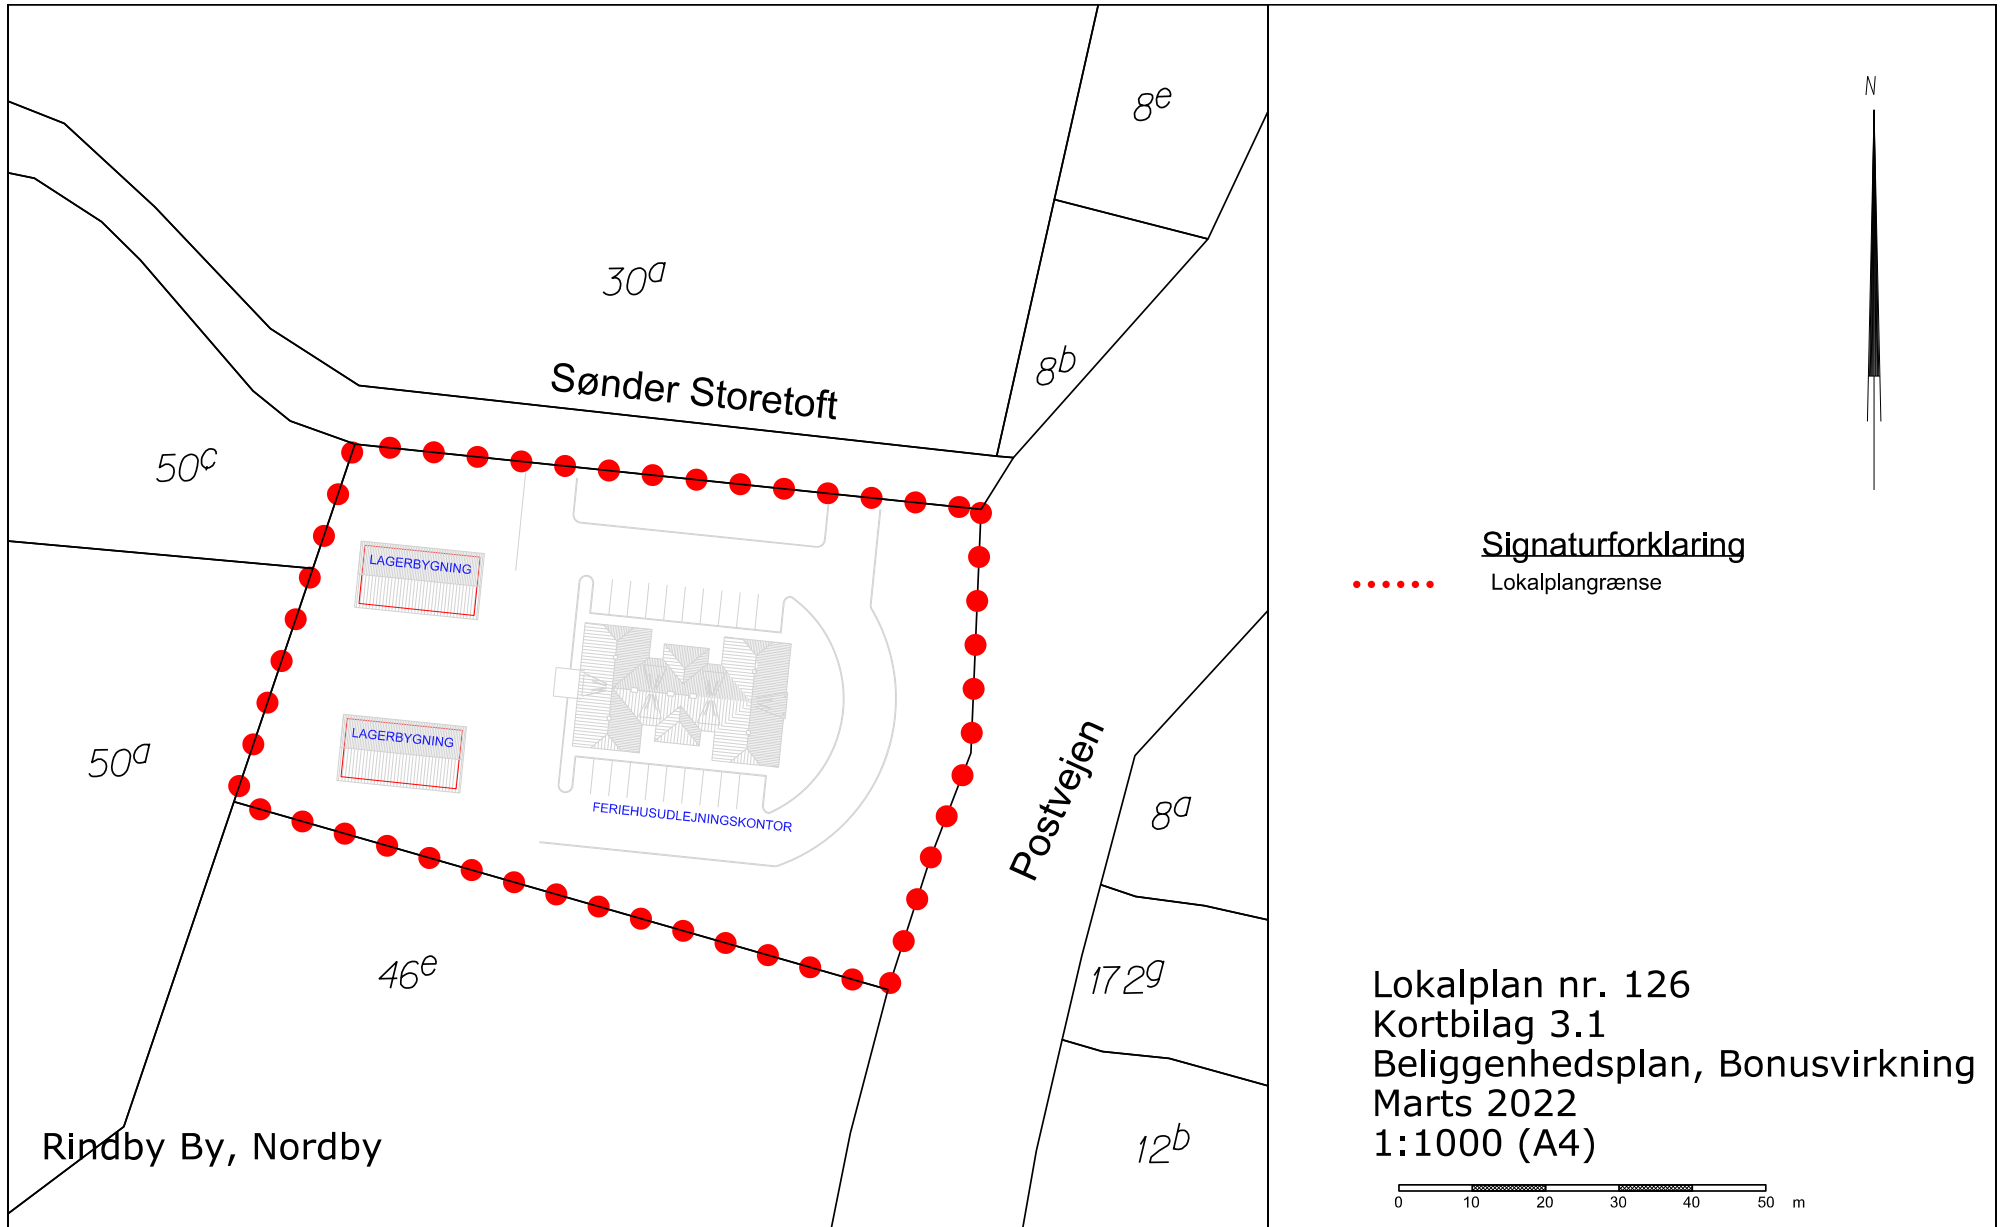 8e
N
30a
8b
Sønder Storetoft
50c
Signaturforklaring
Lokalplangrænse
LAGERBYGNING
LAGERBYGNING
50a
FERIEHUSUDLEJNINGSKONTOR
Postvejen
8a
46e
172g
Lokalplan nr. 126
Kortbilag 3.1
Beliggenhedsplan, Bonusvirkning
Marts 2022
1:1000 (A4)
Rindby By, Nordby
12b
0 10 20 30 40 50 m